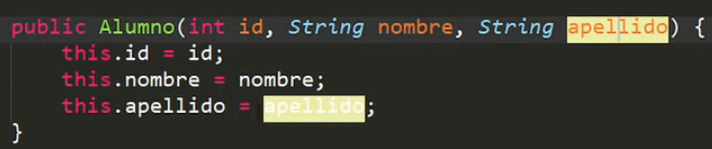 public Alumno(int id, String nombre, String apellido) {
this.id = id;
this.nombre = nombre;
this.apellido = apellido;
}